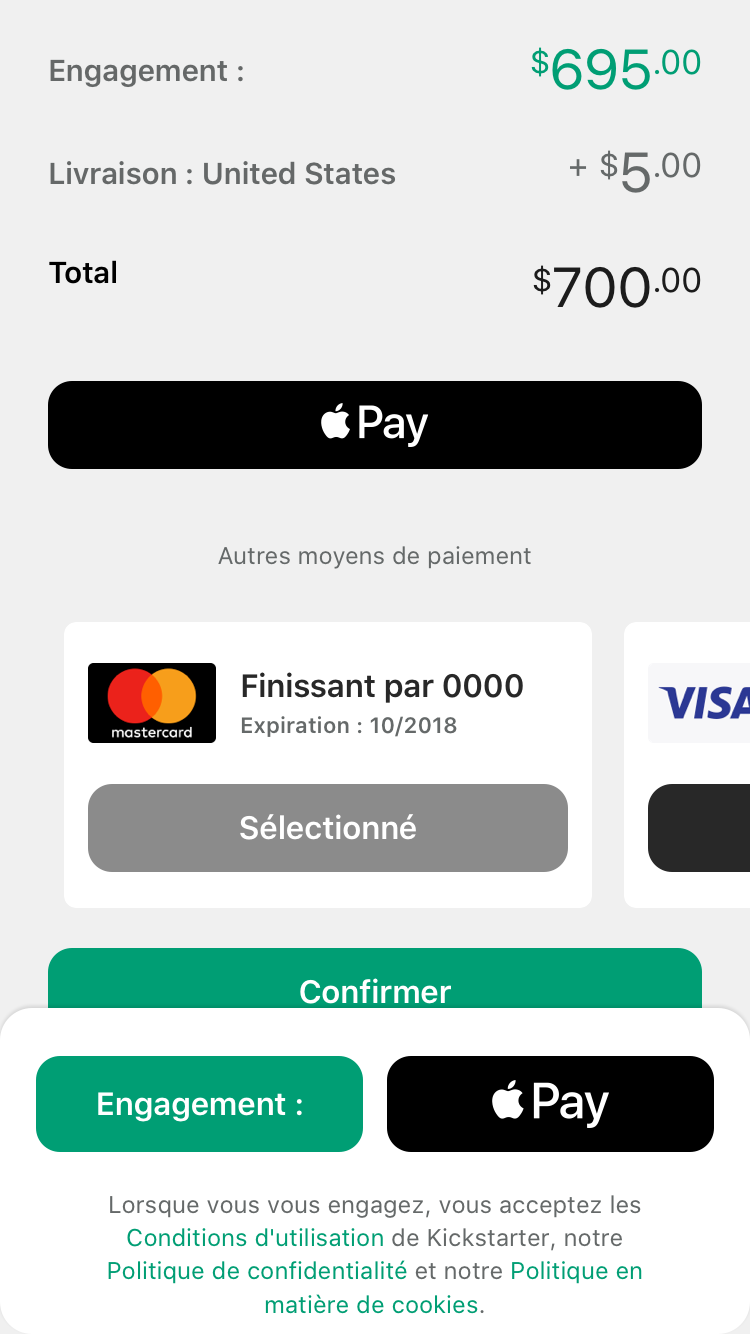 Engagement : $695.00
Livraison : United States + $5.00
Total $700.00
Pay
Autres moyens de paiement
mastercard
Finissant par 0000
Expiration : 10/2018
VISA
Sélectionné
Confirmer
Engagement :
Pay
Lorsque vous vous engagez, vous acceptez les
Conditions d'utilisation de Kickstarter, notre
Politique de confidentialité et notre Politique en
matière de cookies.